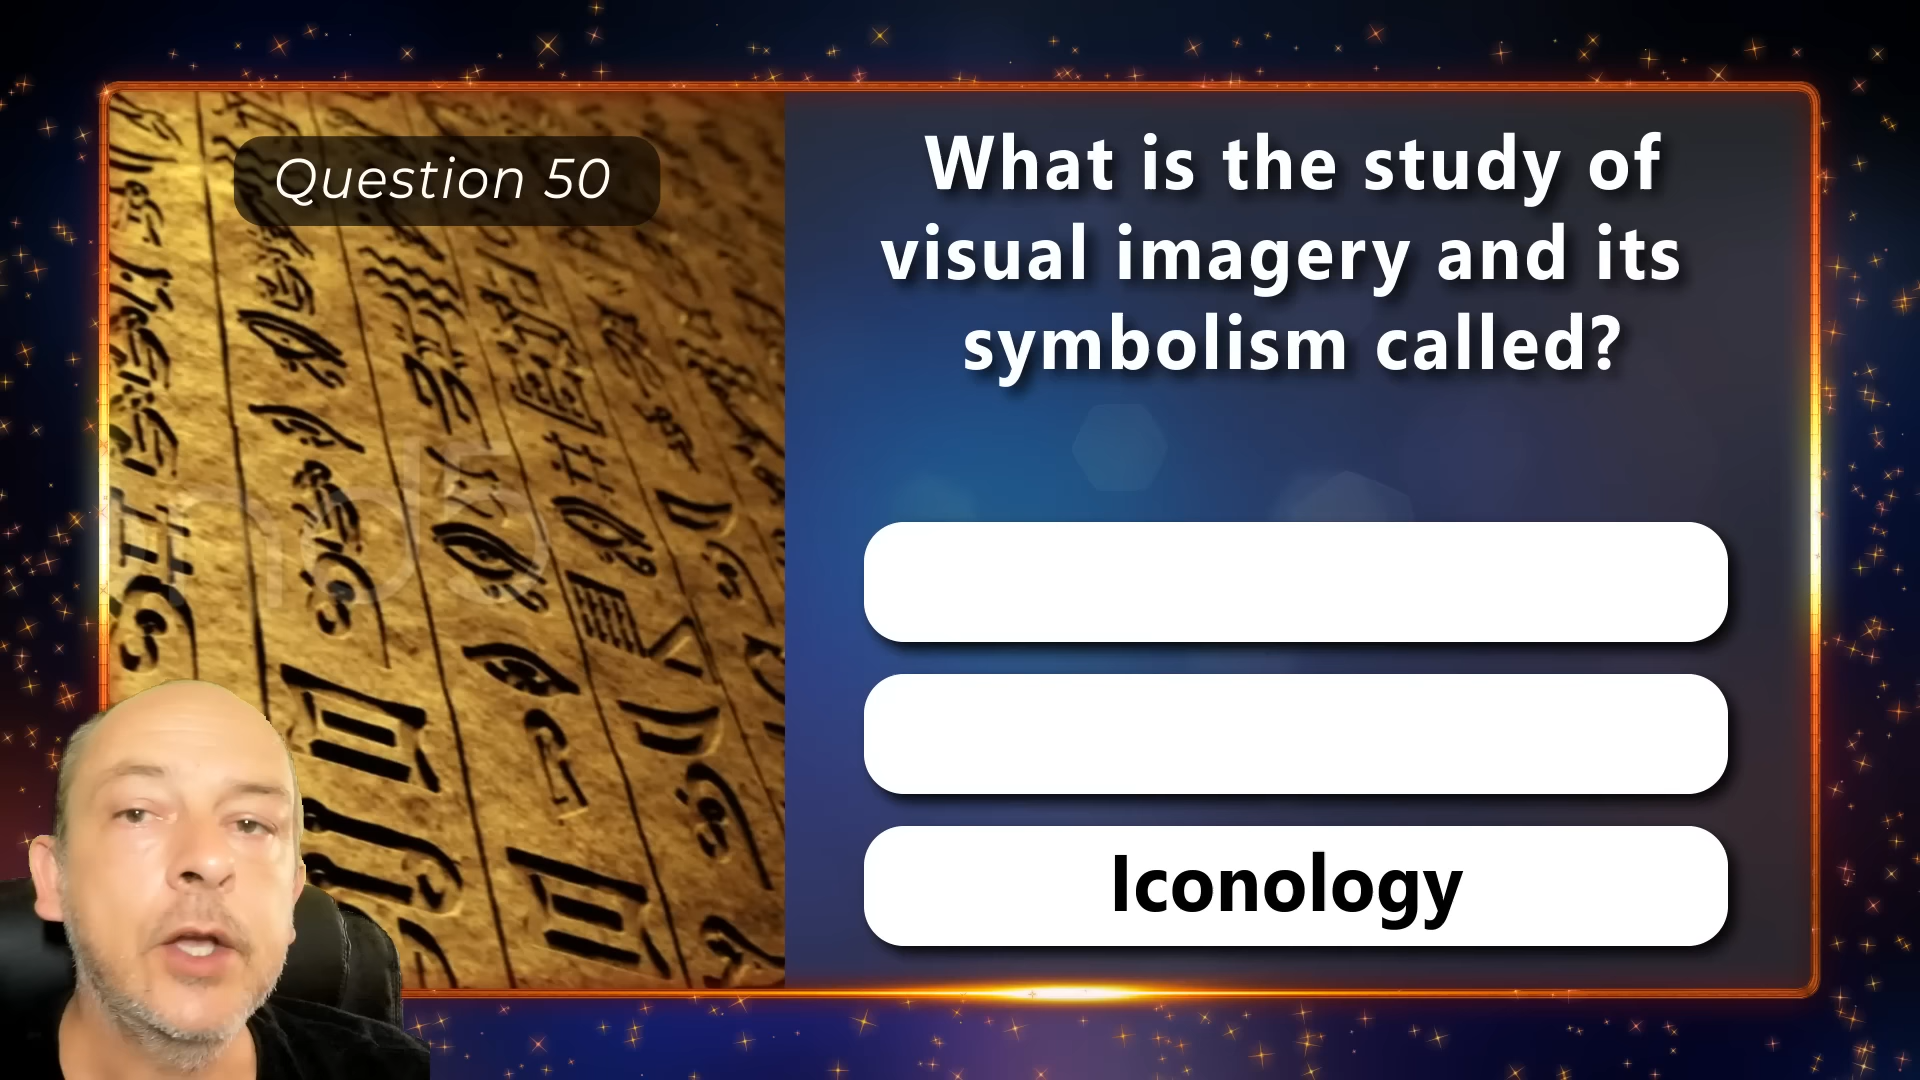 Question 50
What is the study of
visual imagery and its
symbolism called?
Iconology